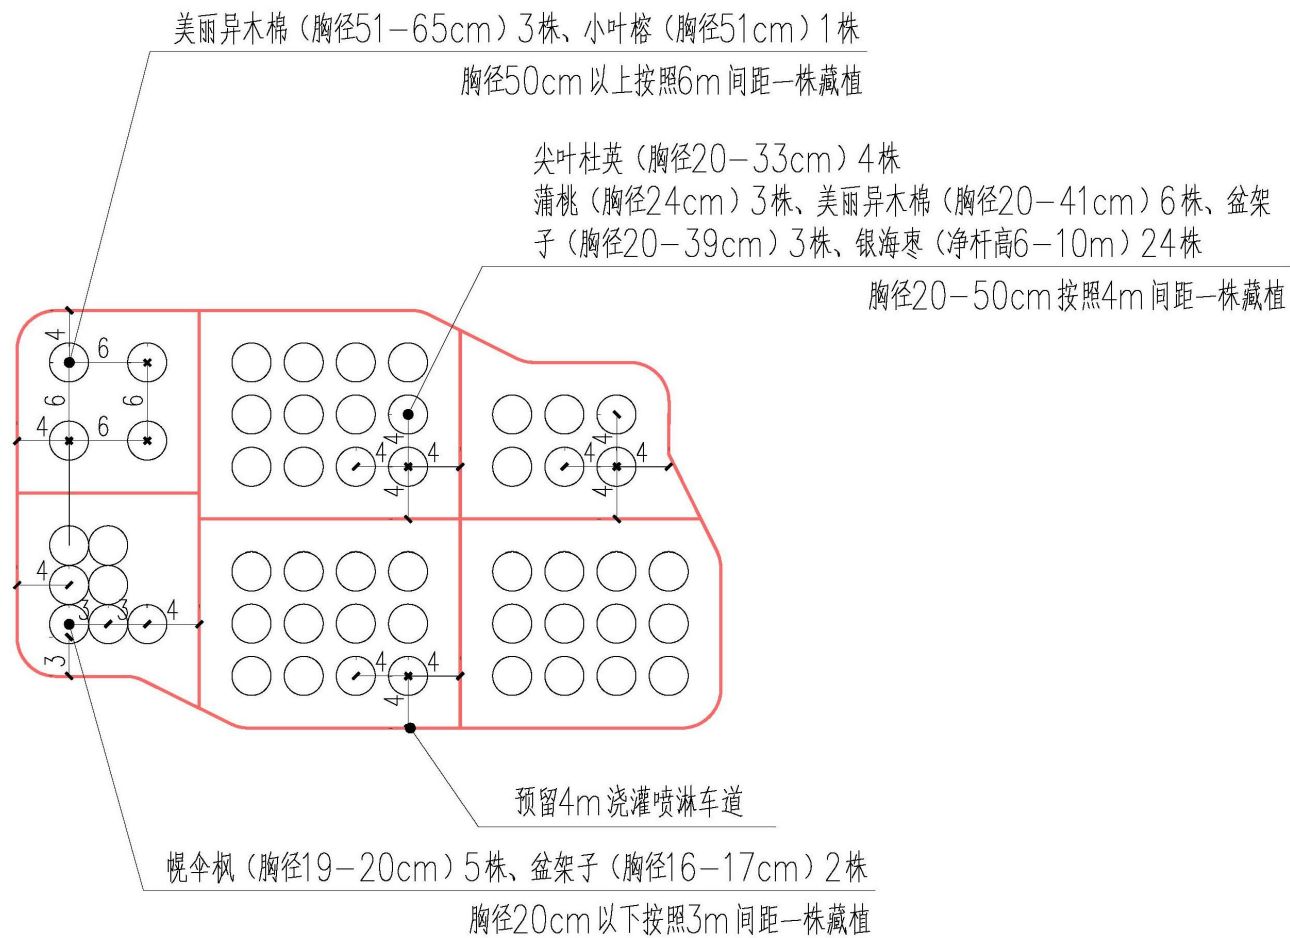 美丽异木棉（胸径51-65cm）3株、小叶榕（胸径51cm）1株
胸径50cm以上按照6m间距一株藏植
尖叶杜英（胸径20-33cm）4株
蒲桃（胸径24cm）3株、美丽异木棉（胸径20-41cm）6株、盆架
子（胸径20-39cm）3株、银海枣（净杆高6-10m）24株
胸径20-50cm按照4m间距一株藏植
4
6
6
6
4
6
4
4
4
4
4
4
4
4
4
3
3
4
3
4
4
4
预留4m浇灌喷淋车道
幌伞枫（胸径19-20cm）5株、盆架子（胸径16-17cm）2株
胸径20cm以下按照3m间距一株藏植